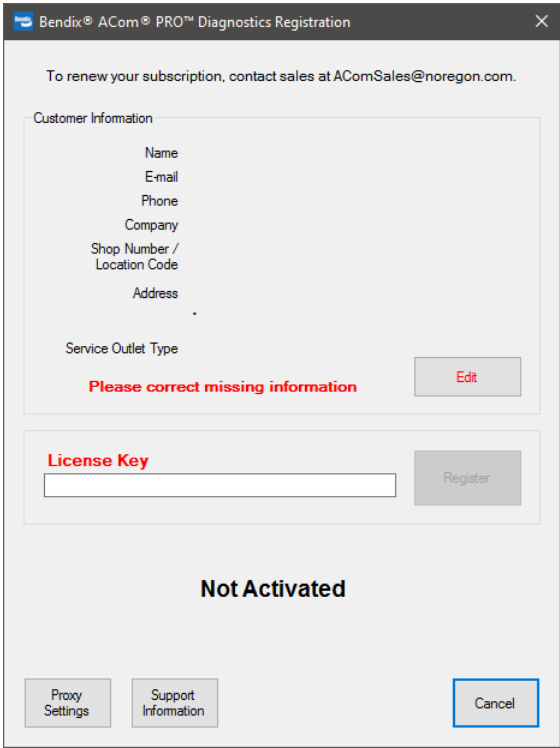 Bendix Bendix® ACom® PRO™ Diagnostics Registration
To renew your subscription, contact sales at AComSales@noregon.com.
Customer Information
Name
E-mail
Phone
Company
Shop Number /
Location Code
Address
.
Service Outlet Type
Please correct missing information
Edit
License Key
Register
Not Activated
Proxy
Settings
Support
Information
Cancel